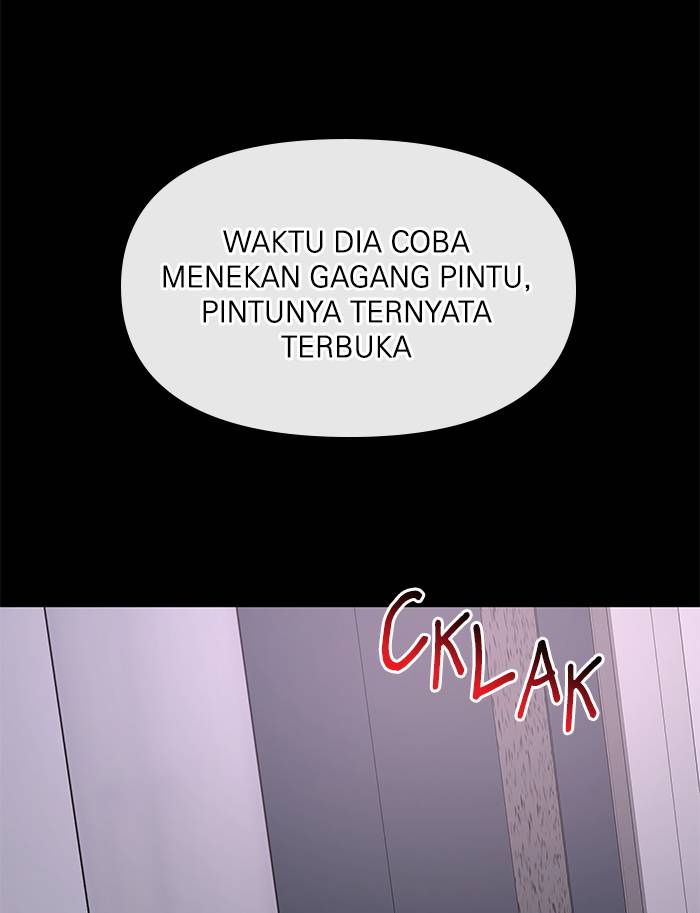 WAKTU DIA COBA
MENEKAN GAGANG PINTU,
PINTUNYA TERNYATA
TERBUKA
CKLAK